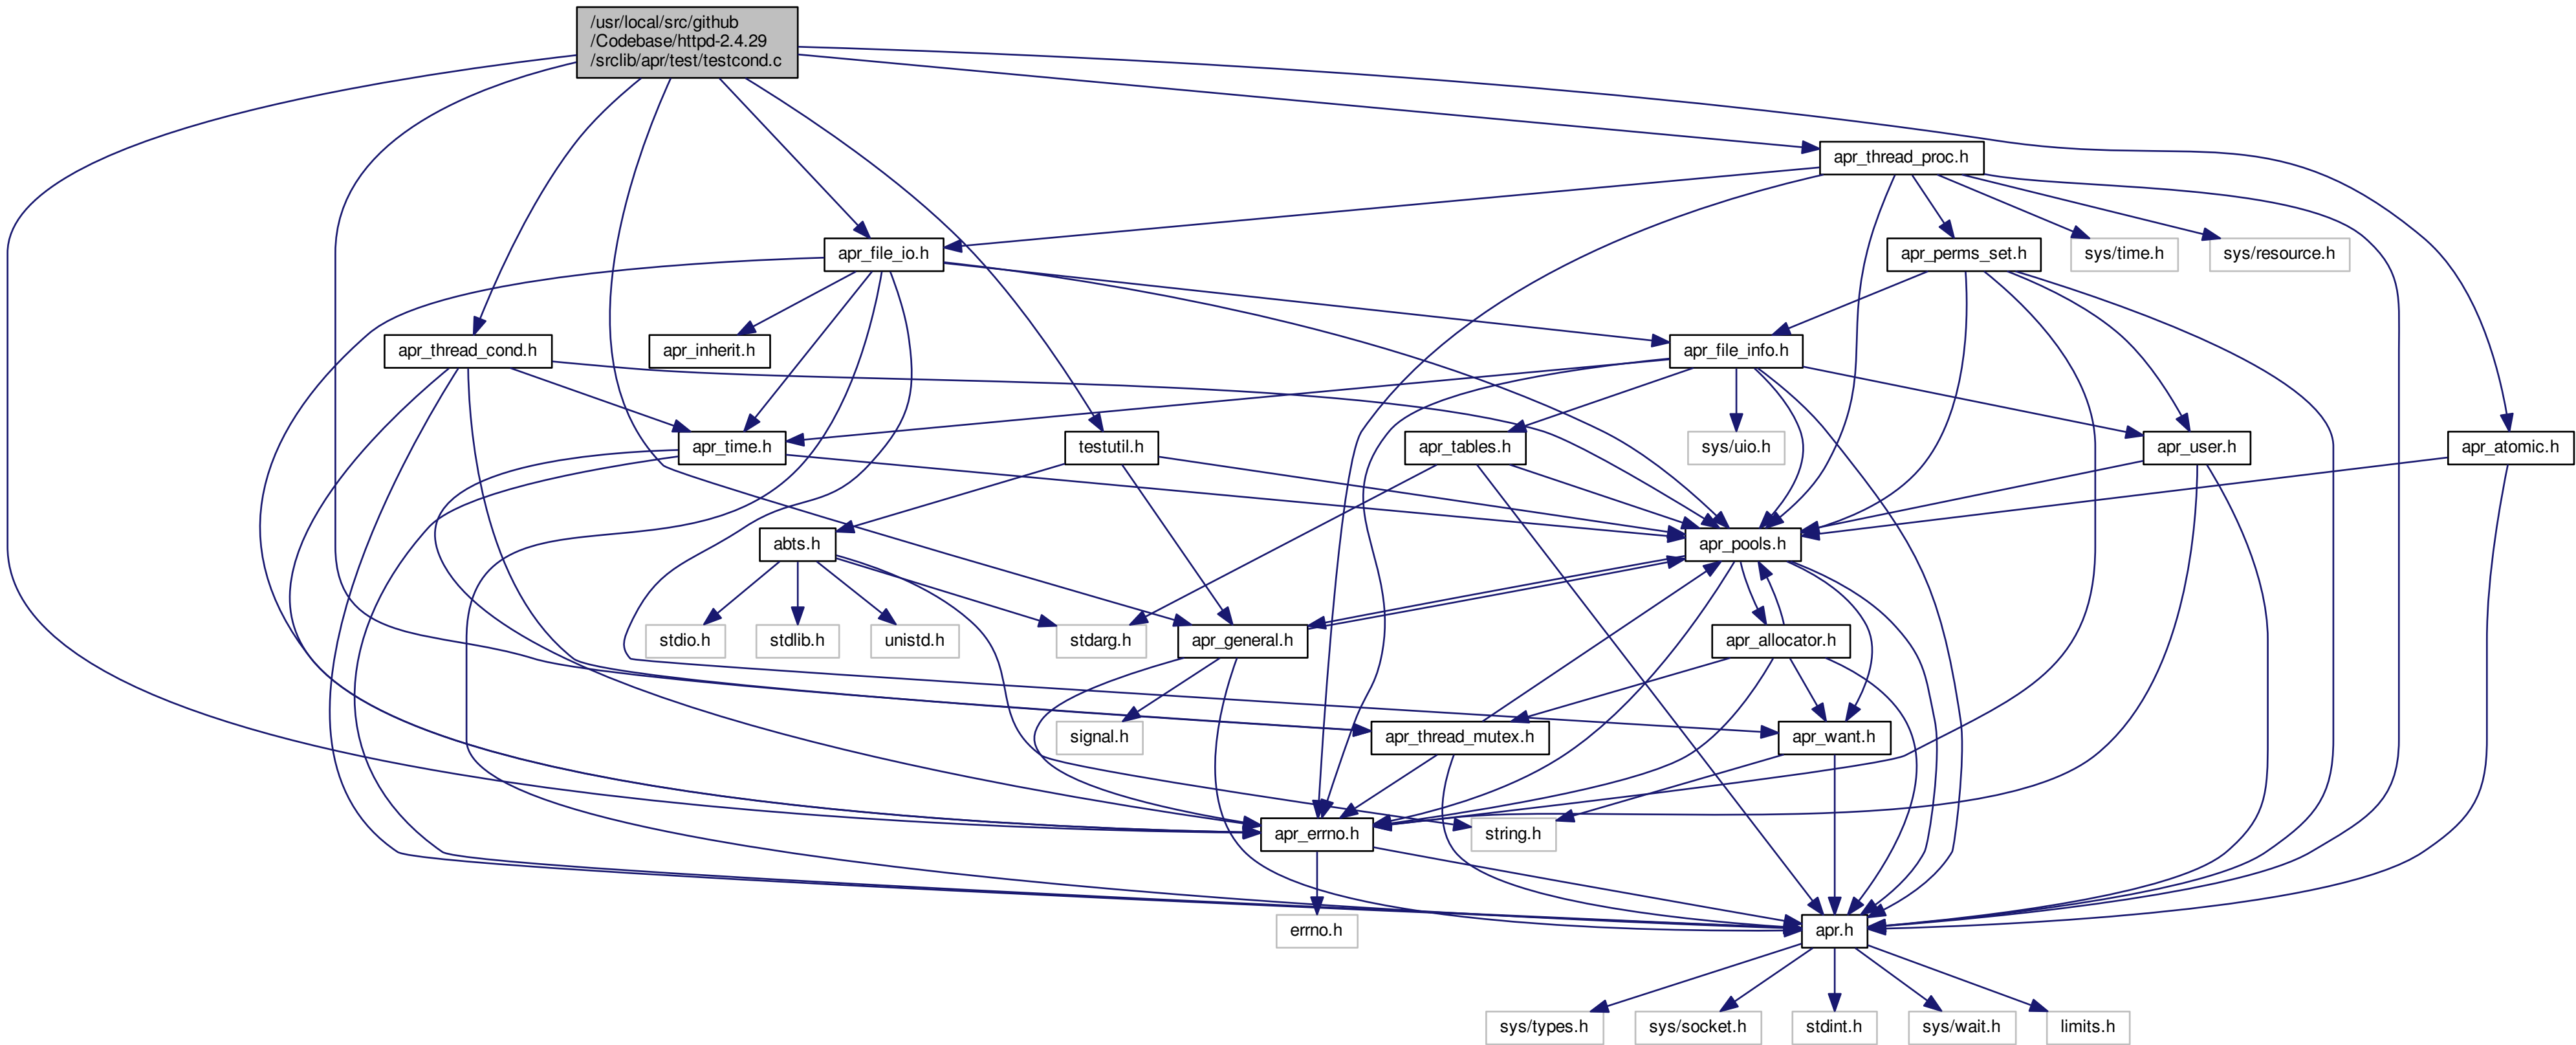 /usr/local/src/github
/Codebase/httpd-2.4.29
/srclib/apr/test/testcond.c
apr_thread_proc.h
apr_file_io.h
apr_perms_set.h
sys/time.h
sys/resource.h
apr_thread_cond.h
apr_inherit.h
apr_file_info.h
apr_time.h
testutil.h
apr_tables.h
sys/uio.h
apr_user.h
apr_atomic.h
abts.h
apr_pools.h
stdio.h
stdlib.h
unistd.h
stdarg.h
apr_general.h
apr_allocator.h
signal.h
apr_thread_mutex.h
apr_want.h
apr_errno.h
string.h
errno.h
apr.h
sys/types.h
sys/socket.h
stdint.h
sys/wait.h
limits.h